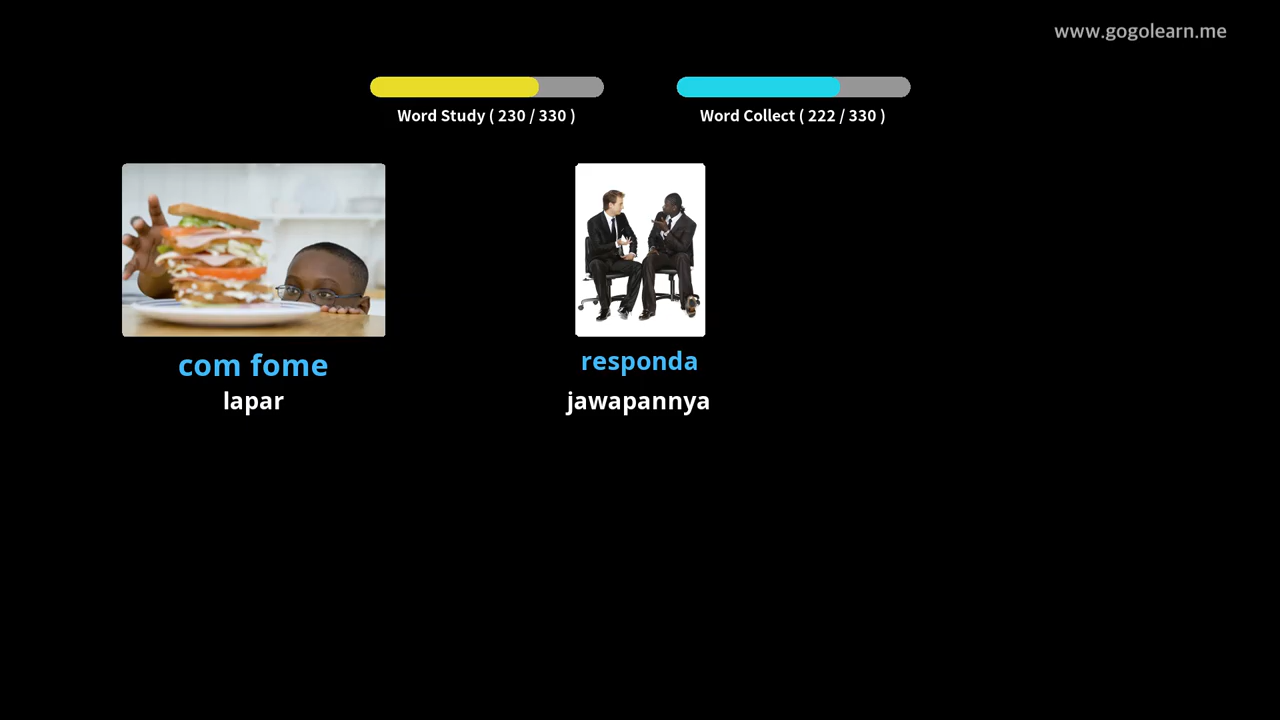 www.gogolearn.me
Word Study ( 230 / 330 )
Word Collect ( 222 / 330 )
com fome
lapar
responda
jawapannya